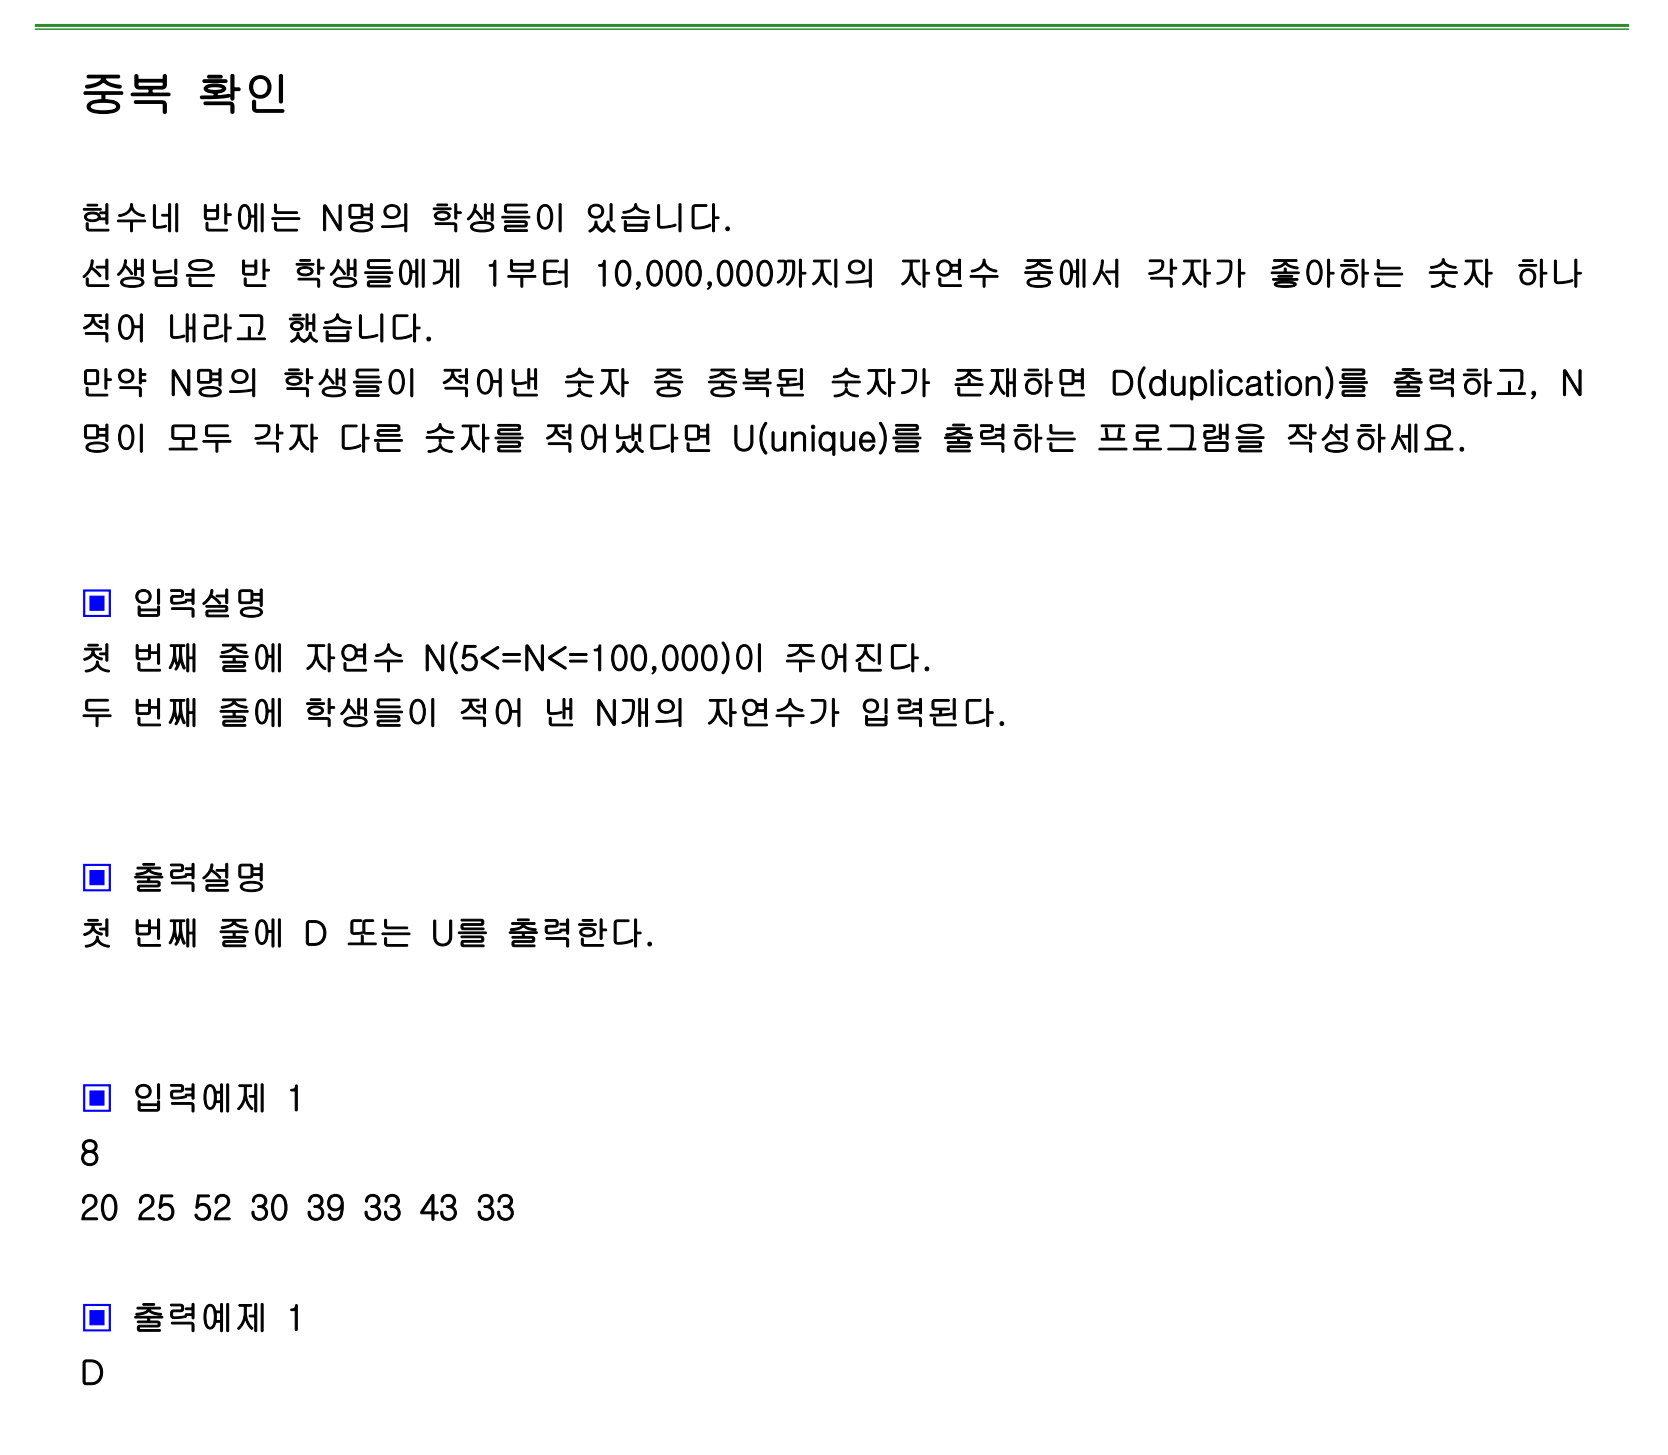 중복 확인
현수네 반에는 N명의 학생들이 있습니다.
선생님은 반 학생들에게 1부터 10,000,000까지의 자연수 중에서 각자가 좋아하는 숫자 하나
적어 내라고 했습니다.
만약 N명의 학생들이 적어낸 숫자 중 중복된 숫자가 존재하면 D(duplication)를 출력하고, N
명이 모두 각자 다른 숫자를 적어냈다면 U(unique)를 출력하는 프로그램을 작성하세요.
▣ 입력설명
첫 번째 줄에 자연수 N(5<=N<=100,000)이 주어진다.
두 번째 줄에 학생들이 적어 낸 N개의 자연수가 입력된다.
▣ 출력설명
첫 번째 줄에 D 또는 U를 출력한다.
▣ 입력예제 1
8
20 25 52 30 39 33 43 33
▣ 출력예제 1
D